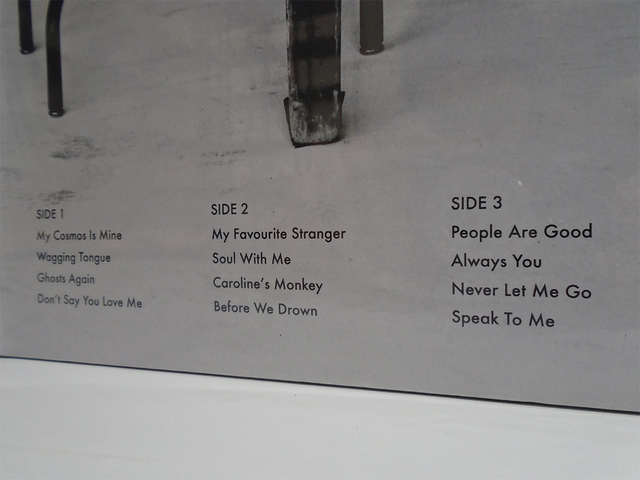 SIDE 1
My Cosmos Is Mine
Wagging Tongue
Ghosts Again
Don't Say You Love Me
SIDE 2
My Favourite Stranger
Soul With Me
Caroline's Monkey
Before We Drown
SIDE 3
People Are Good
Always You
Never Let Me Go
Speak To Me